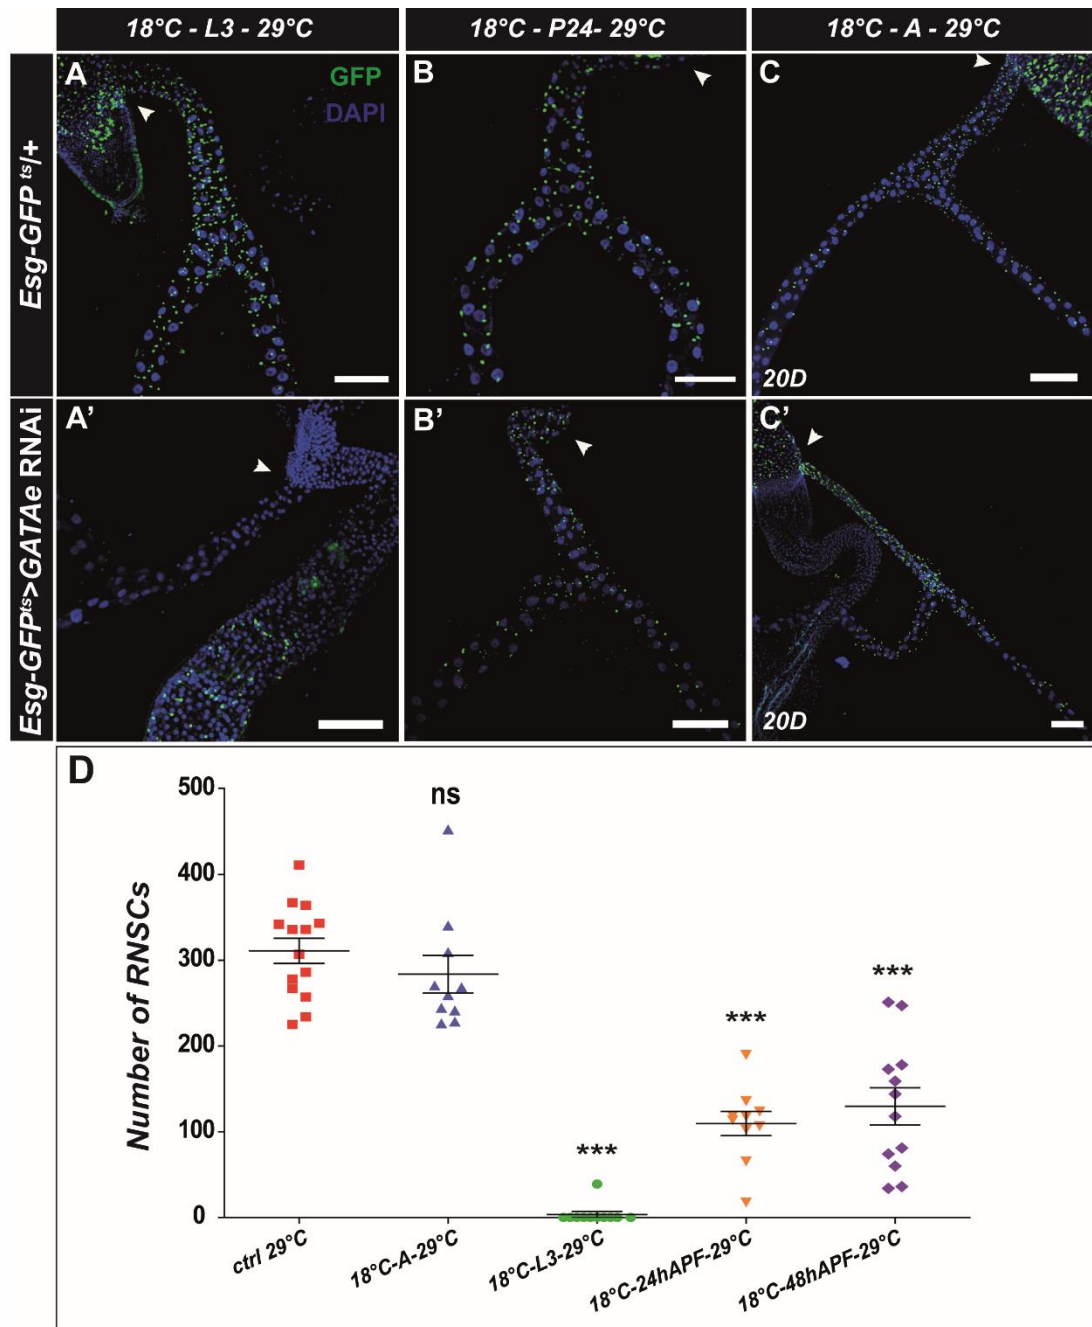 18°C - L3 - 29°C
18°C - P24- 29°C
18°C - A - 29°C
Esg-GFP ts/+
A
GFP
DAPI
B
C
20D
Esg-GFPts>GATAe RNAi
A'
B'
C'
20D
D
Number of RNSCs
500
400
300
200
100
0
ns
***
***
***
ctrl 29°C
18°C-A-29°C
18°C-L3-29°C
18°C-24hAPF-29°C
18°C-48hAPF-29°C